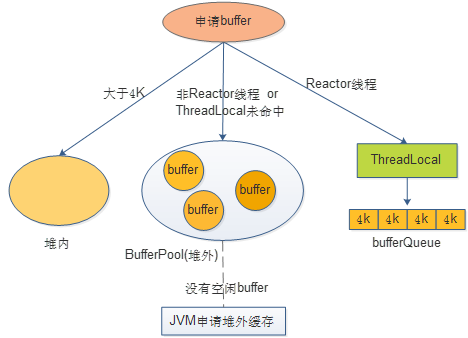 申请buffer
大于4K
非Reactor线程 or
ThreadLocal未命中
Reactor线程
buffer
buffer
buffer
ThreadLocal
4k 4k 4k 4k
bufferQueue
堆内
BufferPool(堆外)
没有空闲buffer
JVM申请堆外缓存